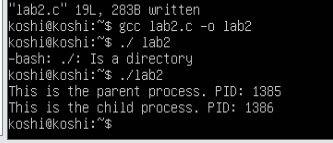 "lab2.c" 19L, 283B written
koshi@koshi:~$ gcc lab2.c -o lab2
koshi@koshi:~$ ./ lab2
-bash: ./: Is a directory
koshi@koshi:~$ ./lab2
This is the parent process. PID: 1385
This is the child process. PID: 1386
koshi@koshi:~$